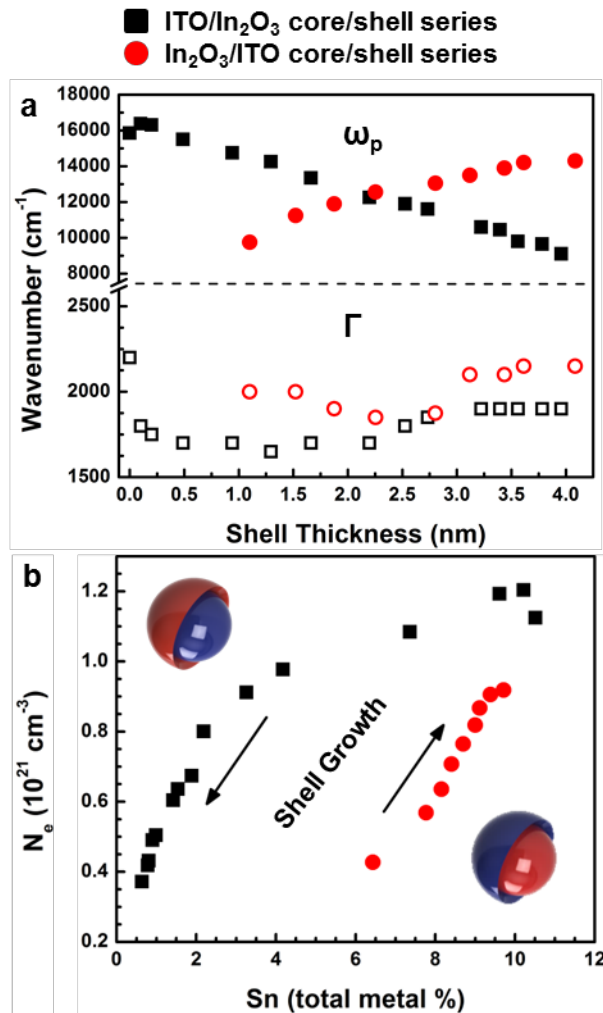 ITO/In₂O₃ core/shell series
In₂O₃/ITO core/shell series
a
18000
16000
14000
12000
10000
8000
2500
2000
1500
ωp
Γ
Wavenumber (cm⁻¹)
0.0 0.5 1.0 1.5 2.0 2.5 3.0 3.5 4.0
Shell Thickness (nm)
b
1.2
1.0
0.8
0.6
0.4
0.2
Nₑ (10²¹ cm⁻³)
Shell Growth
0 2 4 6 8 10 12
Sn (total metal %)